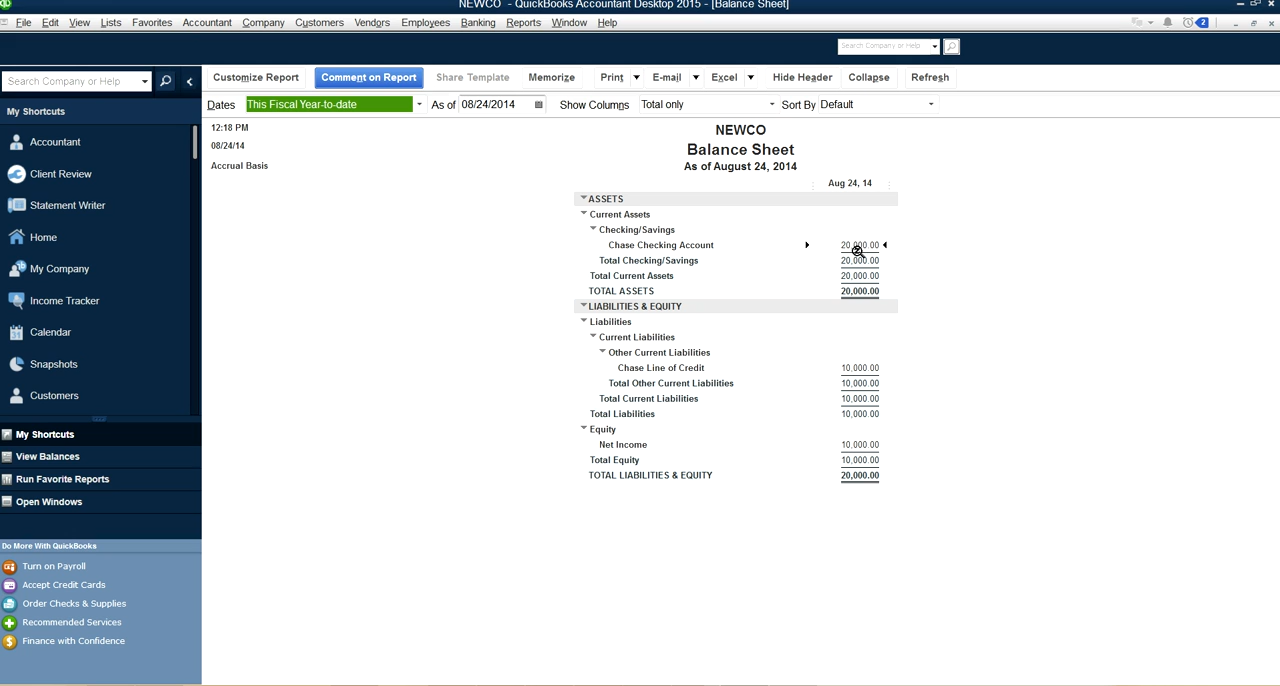 NEWCO - QuickBooks Accountant Desktop 2015 - [Balance Sheet]
File Edit View Lists Favorites Accountant Company Customers Vendors Employees Banking Reports Window Help 2
Search Company or Help
Search Company or Help
Customize Report Comment on Report Share Template Memorize Print E-mail Excel Hide Header Collapse Refresh
Dates This Fiscal Year-to-date As of 08/24/2014 Show Columns Total only Sort By Default
My Shortcuts
Accountant
Client Review
Statement Writer
Home
My Company
Income Tracker
Calendar
Snapshots
Customers
My Shortcuts
View Balances
Run Favorite Reports
Open Windows
Do More With QuickBooks
Turn on Payroll
Accept Credit Cards
Order Checks & Supplies
Recommended Services
Finance with Confidence
12:18 PM
08/24/14
Accrual Basis
NEWCO
Balance Sheet
As of August 24, 2014
Aug 24, 14
ASSETS
Current Assets
Checking/Savings
Chase Checking Account 20,000.00
Total Checking/Savings 20,000.00
Total Current Assets 20,000.00
TOTAL ASSETS 20,000.00
LIABILITIES & EQUITY
Liabilities
Current Liabilities
Other Current Liabilities
Chase Line of Credit 10,000.00
Total Other Current Liabilities 10,000.00
Total Current Liabilities 10,000.00
Total Liabilities 10,000.00
Equity
Net Income 10,000.00
Total Equity 10,000.00
TOTAL LIABILITIES & EQUITY 20,000.00